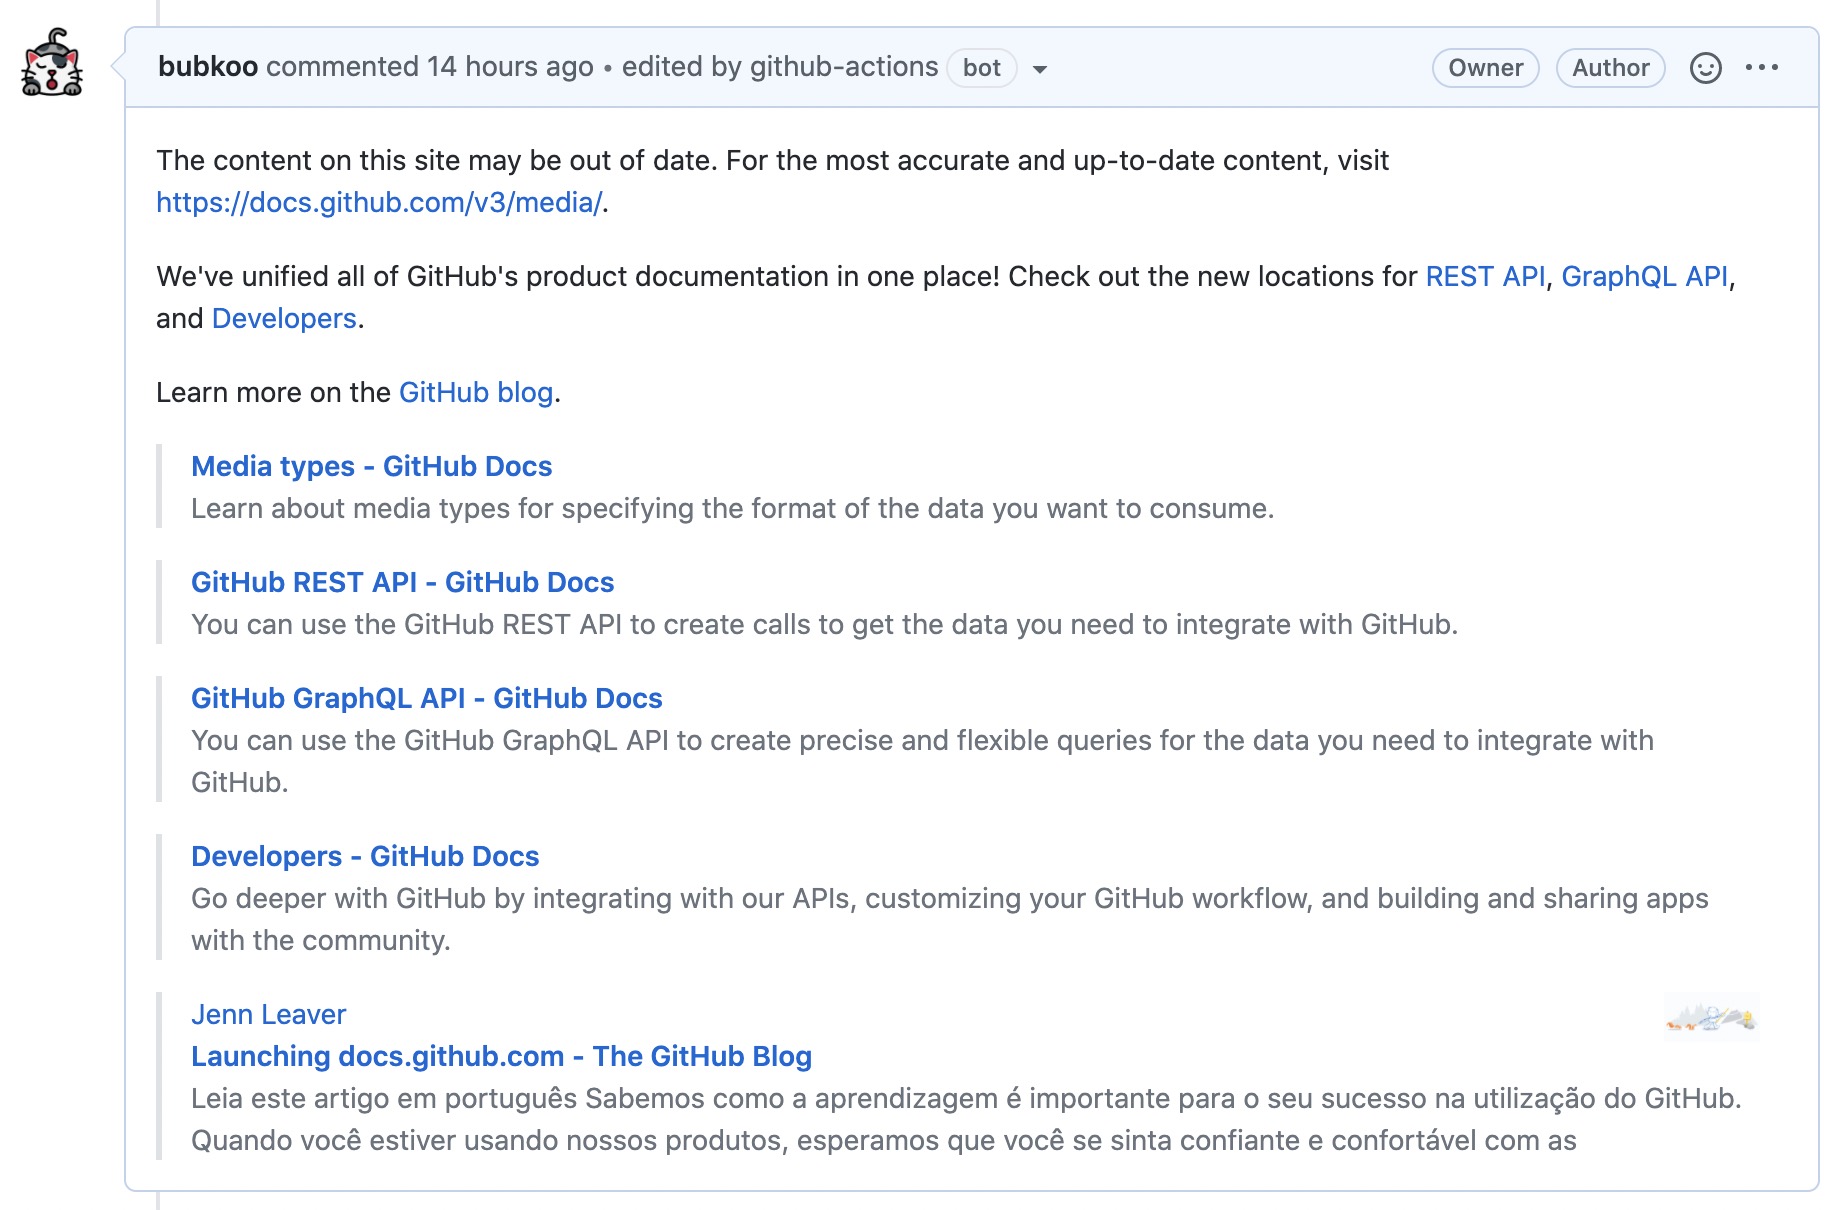 bubkoo commented 14 hours ago • edited by github-actions bot Owner Author
The content on this site may be out of date. For the most accurate and up-to-date content, visit
https://docs.github.com/v3/media/.
We've unified all of GitHub's product documentation in one place! Check out the new locations for REST API, GraphQL API,
and Developers.
Learn more on the GitHub blog.
Media types - GitHub Docs
Learn about media types for specifying the format of the data you want to consume.
GitHub REST API - GitHub Docs
You can use the GitHub REST API to create calls to get the data you need to integrate with GitHub.
GitHub GraphQL API - GitHub Docs
You can use the GitHub GraphQL API to create precise and flexible queries for the data you need to integrate with
GitHub.
Developers - GitHub Docs
Go deeper with GitHub by integrating with our APIs, customizing your GitHub workflow, and building and sharing apps
with the community.
Jenn Leaver
Launching docs.github.com - The GitHub Blog
Leia este artigo em português Sabemos como a aprendizagem é importante para o seu sucesso na utilização do GitHub.
Quando você estiver usando nossos produtos, esperamos que você se sinta confiante e confortável com as